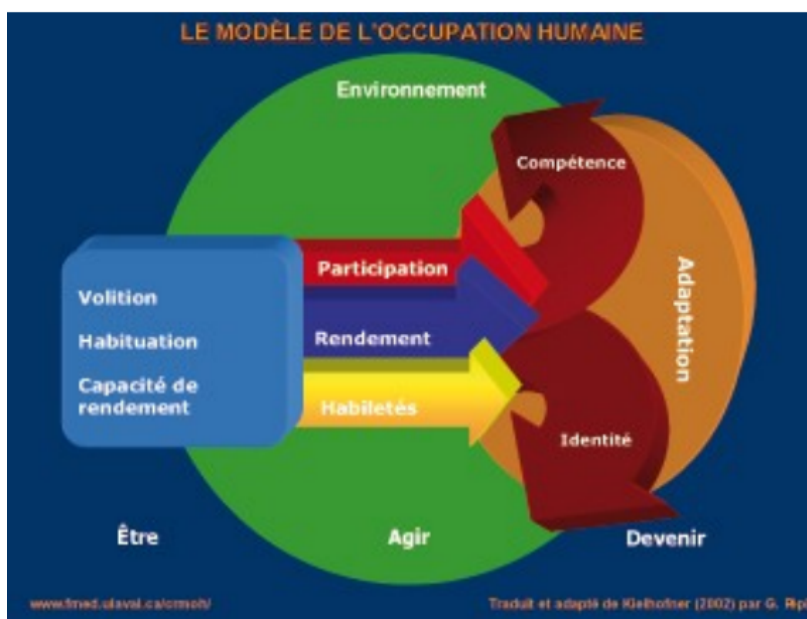 LE MODÈLE DE L'OCCUPATION HUMAINE
Environnement
Compétence
Participation
Adaptation
Volition
Rendement
Habituation
Capacité de
rendement
Habiletés
Identité
Être
Agir
Devenir
www.fmed.ulaval.ca/crmoh/
Traduit et adapté de Kielhofner (2002) par G.